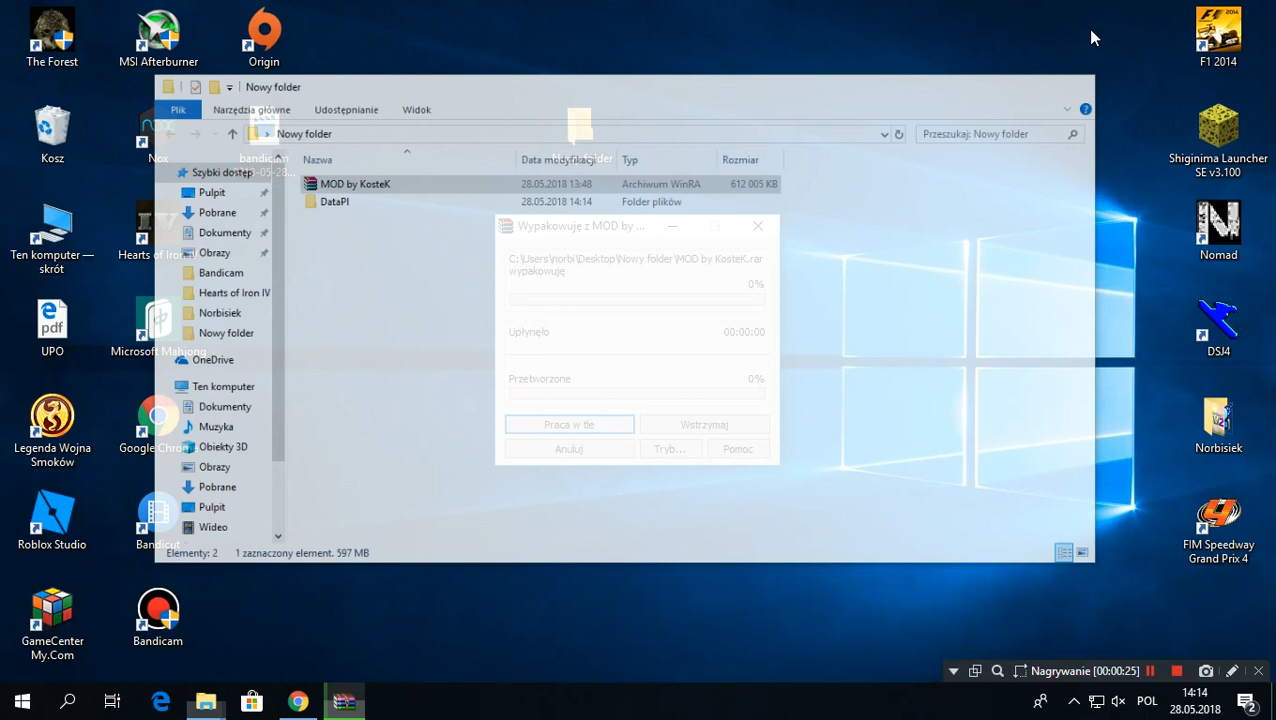 The Forest
MSI Afterburner
Origin
F1 2014
Nowy folder
Plik
Narzędzia główne
Udostępnianie
Widok
Nowy folder
Przeszukaj: Nowy folder
Kosz
Nox
bandicam
Shiginima Launcher
SE v3.100
Nazwa
Data modyfikacji
Typ
Rozmiar
MOD by KosteK
28.05.2018 13:48
Archiwum WinRA
612 005 KB
DataPl
28.05.2018 14:14
Folder plików
Szybki dostęp
Pulpit
Pobrane
Dokumenty
Obrazy
Bandicam
Hearts of Iron IV
Norbisiek
Nowy folder
OneDrive
Ten komputer
Dokumenty
Muzyka
Obiekty 3D
Obrazy
Pobrane
Pulpit
Wideo
Elementy: 2
1 zaznaczony element. 597 MB
Wypakowuję z MOD by ...
C:\Users\norbi\Desktop\Nowy folder\MOD by KosteK.rar
wypakowuję
0%
Upłynęło
00:00:00
Przetworzone
0%
Praca w tle
Wstrzymaj
Anuluj
Tryb...
Pomoc
Ten komputer —
skrót
Hearts of Iron IV
Nomad
UPO
Microsoft Mahjong
DSJ4
Legenda Wojna
Smoków
Google Chrome
Norbisiek
Roblox Studio
Bandicut
FIM Speedway
Grand Prix 4
GameCenter
My.Com
Bandicam
Nagrywanie [00:00:25]
POL
14:14
28.05.2018
2